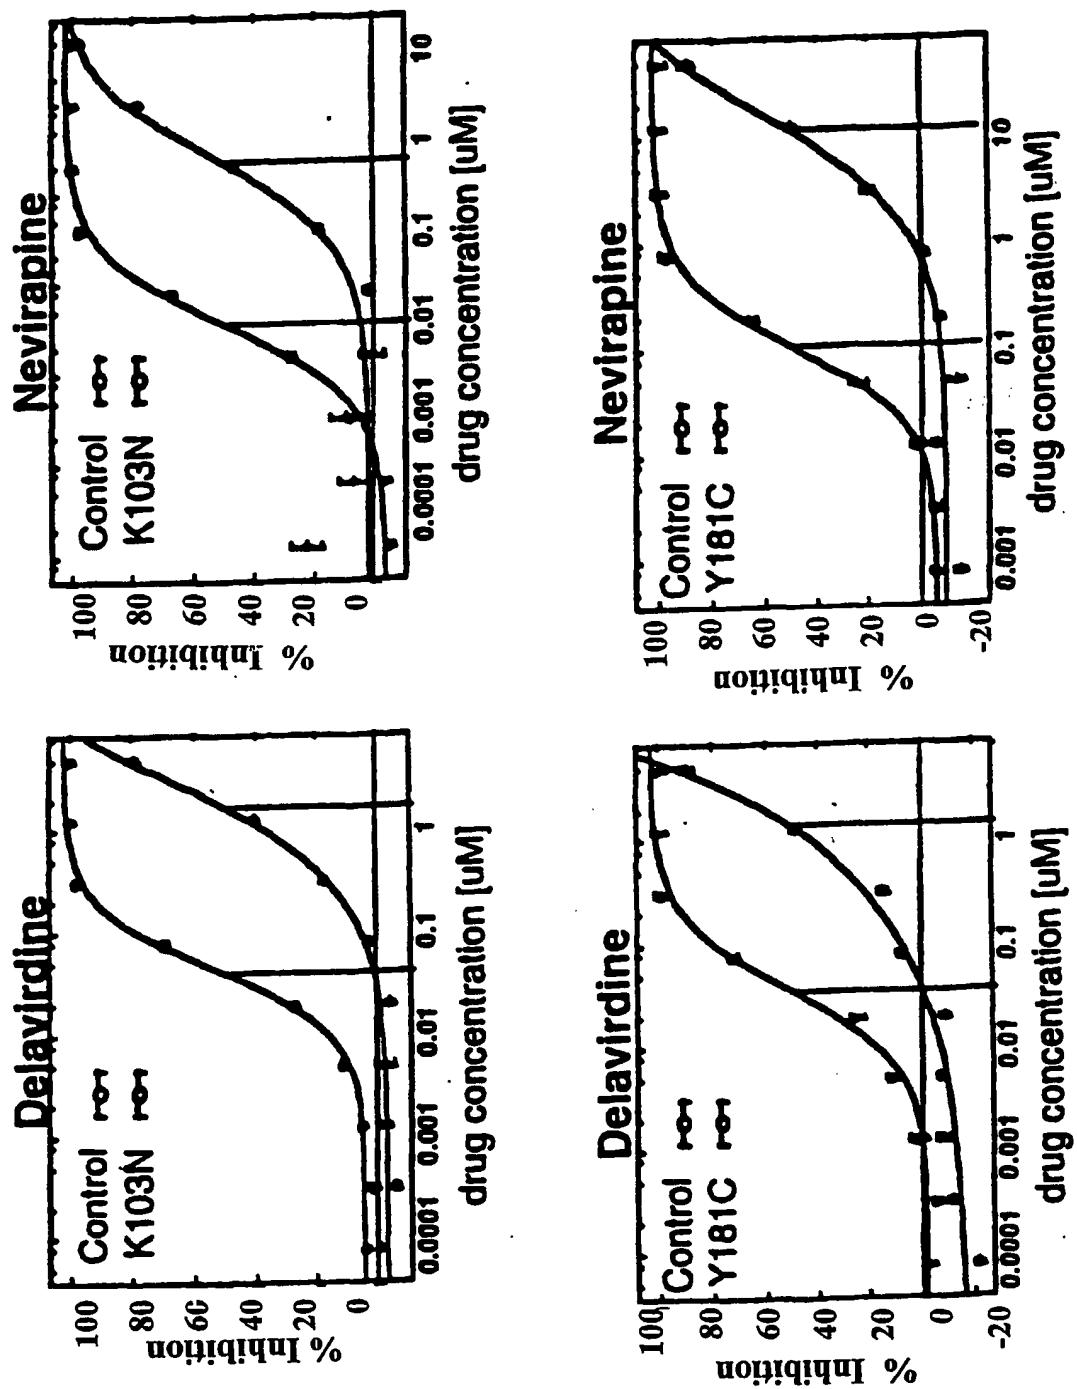 Delavirdine
Control
K103N
% Inhibition
100
80
60
40
20
0
0.0001
0.001
0.01
0.1
1
drug concentration [uM]
Delavirdine
Control
Y181C
% Inhibition
100
80
60
40
20
0
-20
0.0001
0.001
0.01
0.1
1
drug concentration [uM]
Nevirapine
Control
K103N
% Inhibition
100
80
60
40
20
0
0.0001
0.001
0.01
0.1
1
10
drug concentration [uM]
Nevirapine
Control
Y181C
% Inhibition
100
80
60
40
20
0
-20
0.001
0.01
0.1
1
10
drug concentration [uM]